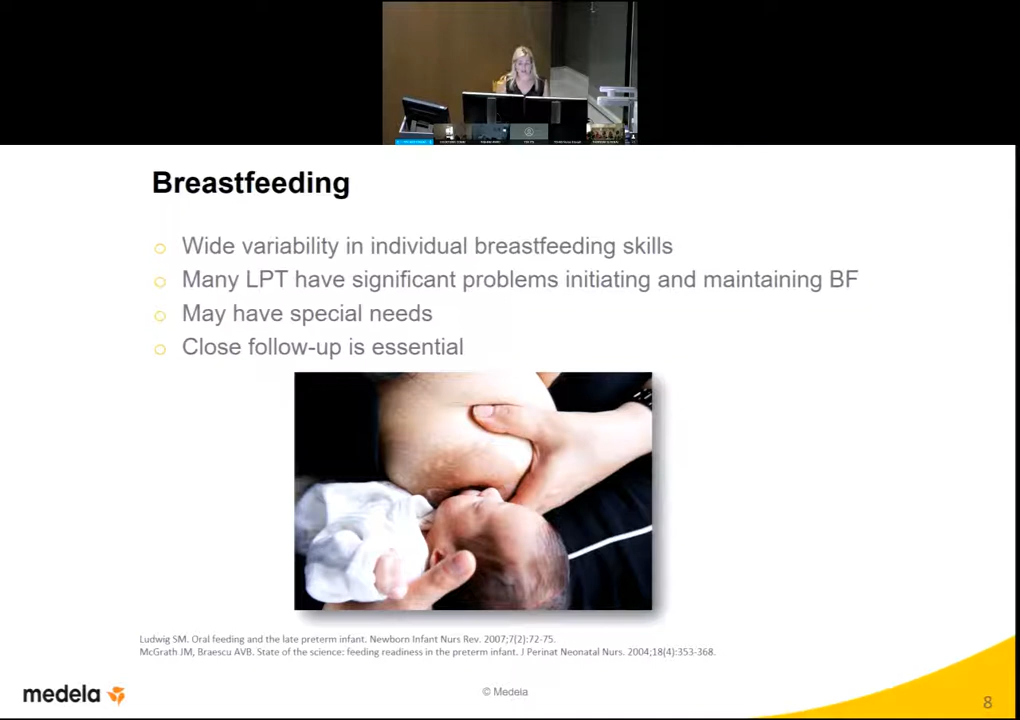 Breastfeeding
Wide variability in individual breastfeeding skills
Many LPT have significant problems initiating and maintaining BF
May have special needs
Close follow-up is essential
Ludwig SM. Oral feeding and the late preterm infant. Newborn Infant Nurs Rev. 2007;7(2):72-75.
McGrath JM, Braescu AVB. State of the science: feeding readiness in the preterm infant. J Perinat Neonatal Nurs. 2004;18(4):353-368.
medela
© Medela
8